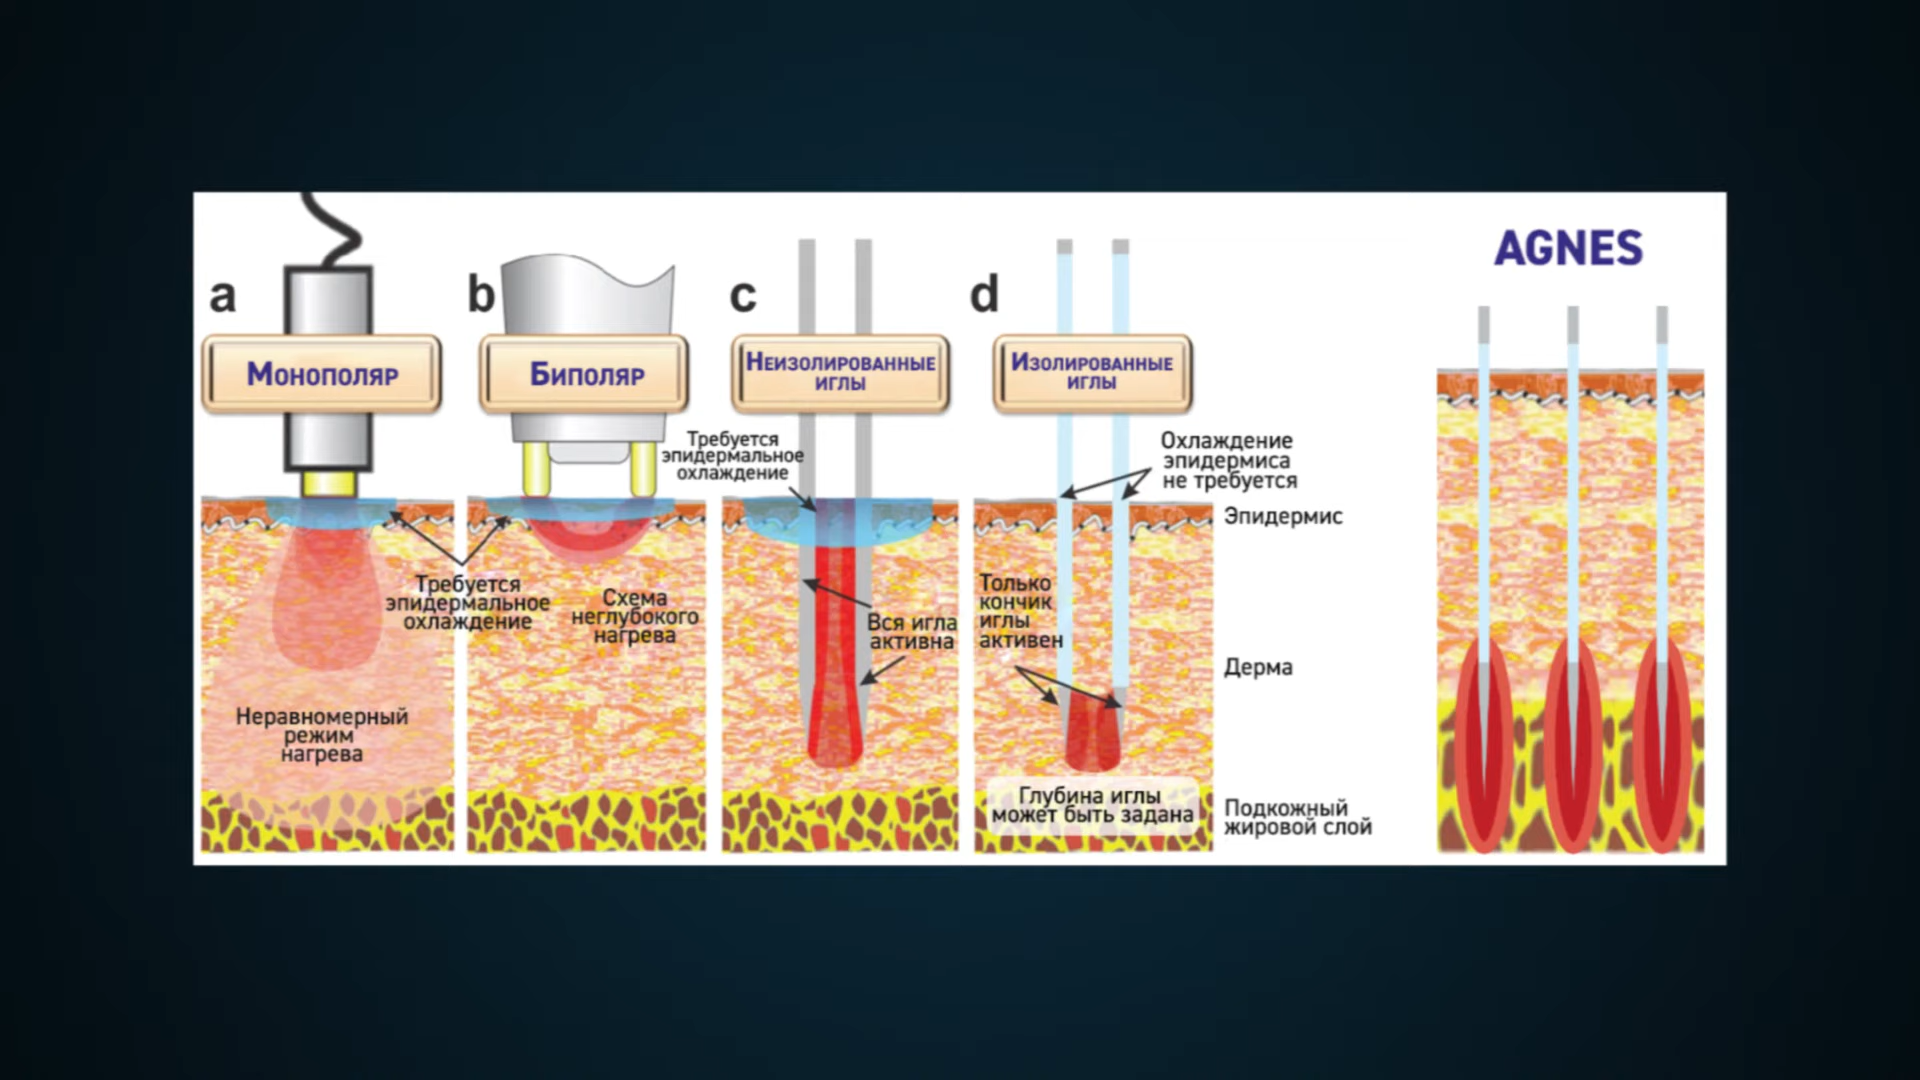 AGNES
a
b
c
d
Монополяр
Биполяр
Неизолированные
иглы
Изолированные
иглы
Требуется
эпидермальное
охлаждение
Охлаждение
эпидермиса
не требуется
Эпидермис
Требуется
эпидермальное
охлаждение
Схема
неглубокого
нагрева
Вся игла
активна
Только
кончик
иглы
активен
Дерма
Неравномерный
режим
нагрева
Глубина иглы
может быть задана
Подкожный
жировой слой